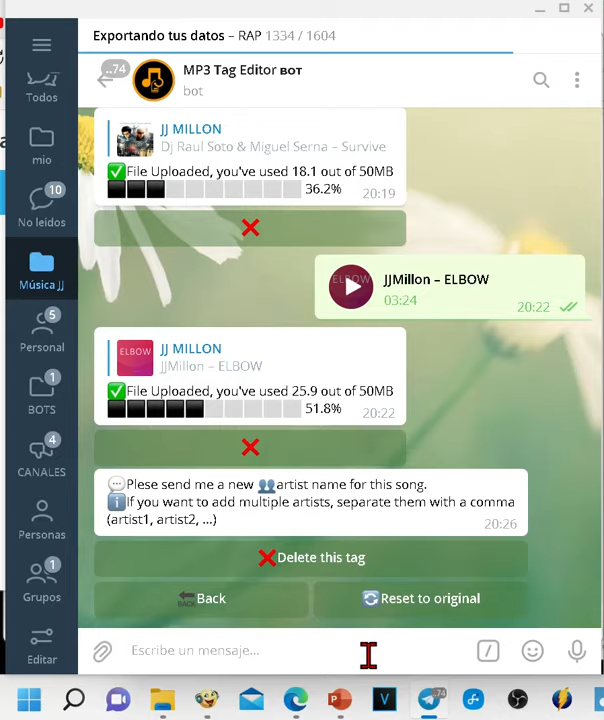 Exportando tus datos – RAP 1334 / 1604
Todos
mio
10
No leídos
Música JJ
5
Personal
1
BOTS
4
CANALES
Personas
1
Grupos
Editar
..74
MP3 Tag Editor BOT
bot
JJ MILLON
Dj Raul Soto & Miguel Serna – Survive
File Uploaded, you've used 18.1 out of 50MB
36.2%
20:19
ELBOW
JJMillon – ELBOW
03:24
20:22
ELBOW
JJ MILLON
JJMillon – ELBOW
File Uploaded, you've used 25.9 out of 50MB
51.8%
20:22
Plese send me a new artist name for this song.
If you want to add multiple artists, separate them with a comma
(artist1, artist2, ...)
20:26
Delete this tag
BACK Back
Reset to original
Escribe un mensaje...
V
..74